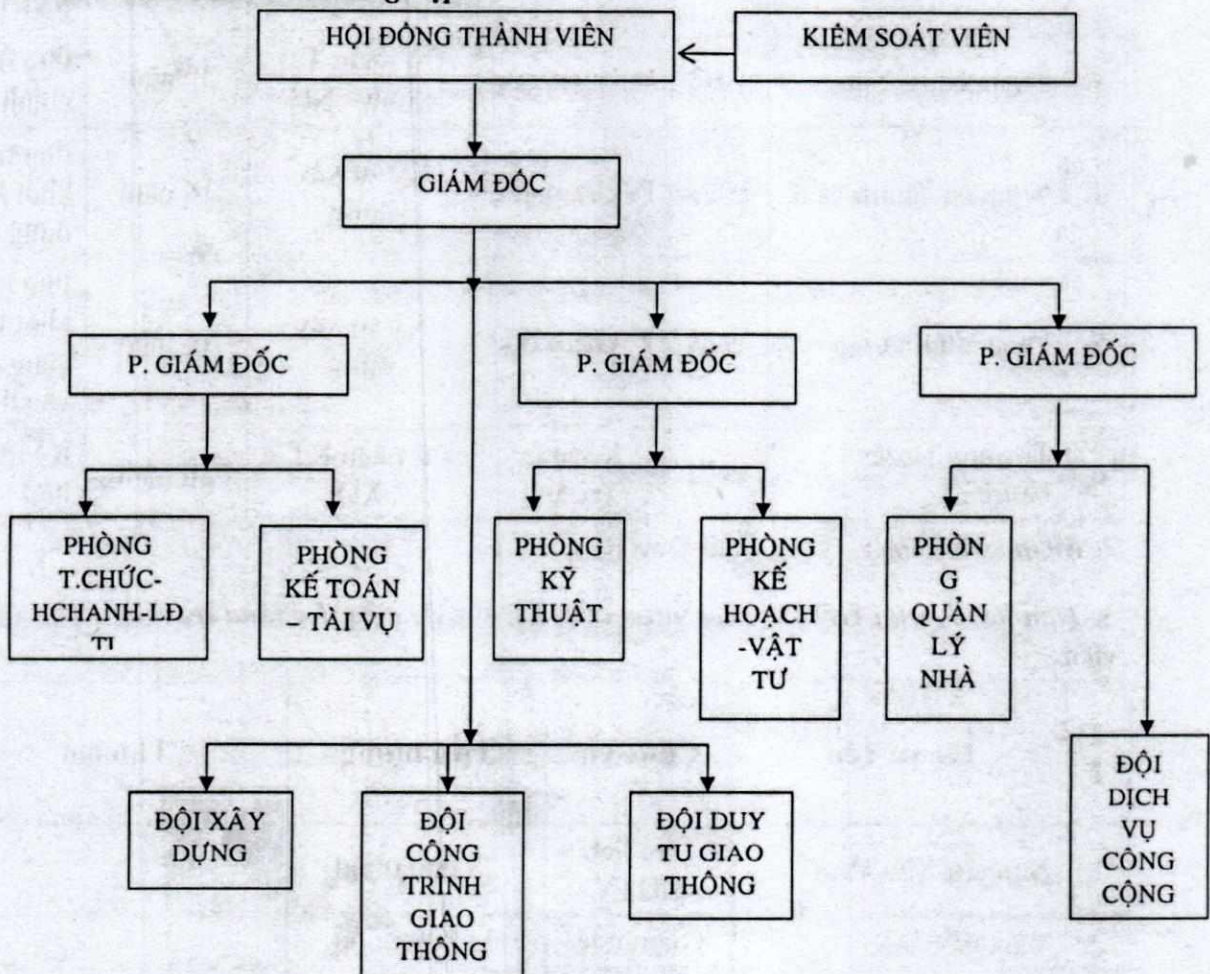 HỘI ĐỒNG THÀNH VIÊN
KIỂM SOÁT VIÊN
GIÁM ĐỐC
P. GIÁM ĐỐC
P. GIÁM ĐỐC
P. GIÁM ĐỐC
PHÒNG
T.CHỨC-
HCHANH-LĐ
PHÒNG
KẾ TOÁN
– TÀI VỤ
PHÒNG
KỸ
THUẬT
PHÒNG
KẾ
HOẠCH
-VẬT
TƯ
PHÒN
G
QUẢN
LÝ
NHÀ
ĐỘI XÂY
DỰNG
ĐỘI
CÔNG
TRÌNH
GIAO
THÔNG
ĐỘI DUY
TU GIAO
THÔNG
ĐỘI
DỊCH
VỤ
CÔNG
CỘNG